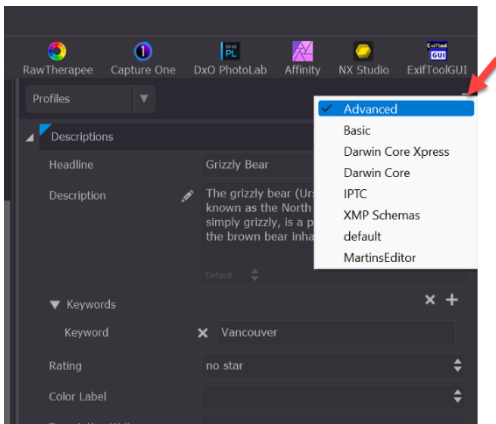 DXO
PL
ExifTool
GUI
RawTherapee Capture One DxO PhotoLab Affinity NX Studio ExifToolGUI
Profiles
Advanced
Basic
Darwin Core Xpress
Darwin Core
IPTC
XMP Schemas
default
MartinsEditor
Descriptions
Headline Grizzly Bear
Description The grizzly bear (Urs
known as the North
simply grizzly, is a p
the brown bear inha
Default
Keywords
Keyword Vancouver
Rating no star
Color Label